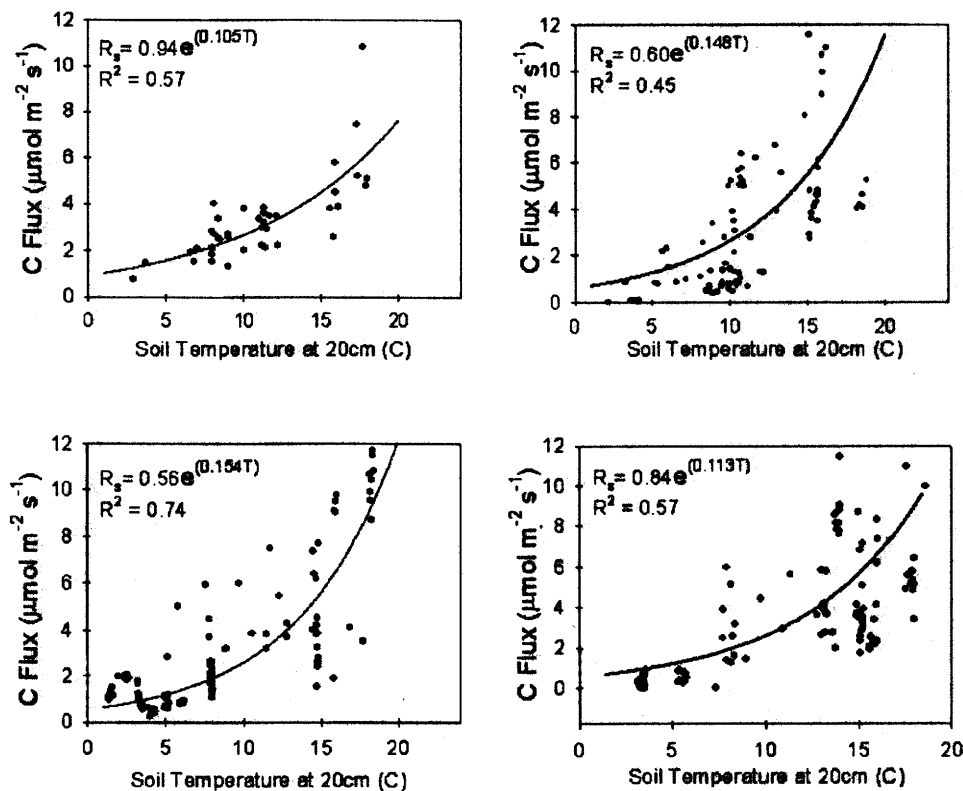 R_s = 0.94e^(0.105T)
R² = 0.57
C Flux (µmol m⁻² s⁻¹)
12
10
8
6
4
2
0
0 5 10 15 20
Soil Temperature at 20cm (C)
R_s = 0.60e^(0.148T)
R² = 0.45
C Flux (µmol m⁻² s⁻¹)
12
10
8
6
4
2
0
0 5 10 15 20
Soil Temperature at 20cm (C)
R_s = 0.56e^(0.154T)
R² = 0.74
C Flux (µmol m⁻² s⁻¹)
12
10
8
6
4
2
0
0 5 10 15 20
Soil Temperature at 20cm (C)
R_s = 0.84e^(0.113T)
R² = 0.57
C Flux (µmol m⁻² s⁻¹)
12
10
8
6
4
2
0
0 5 10 15 20
Soil Temperature at 20cm (C)